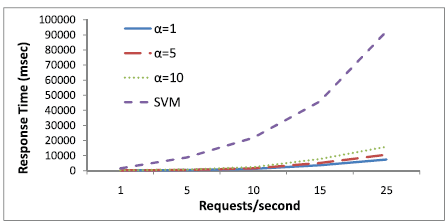 Response Time (msec)
100000
90000
80000
70000
60000
50000
40000
30000
20000
10000
0
α=1
α=5
α=10
SVM
1 5 10 15 25
Requests/second